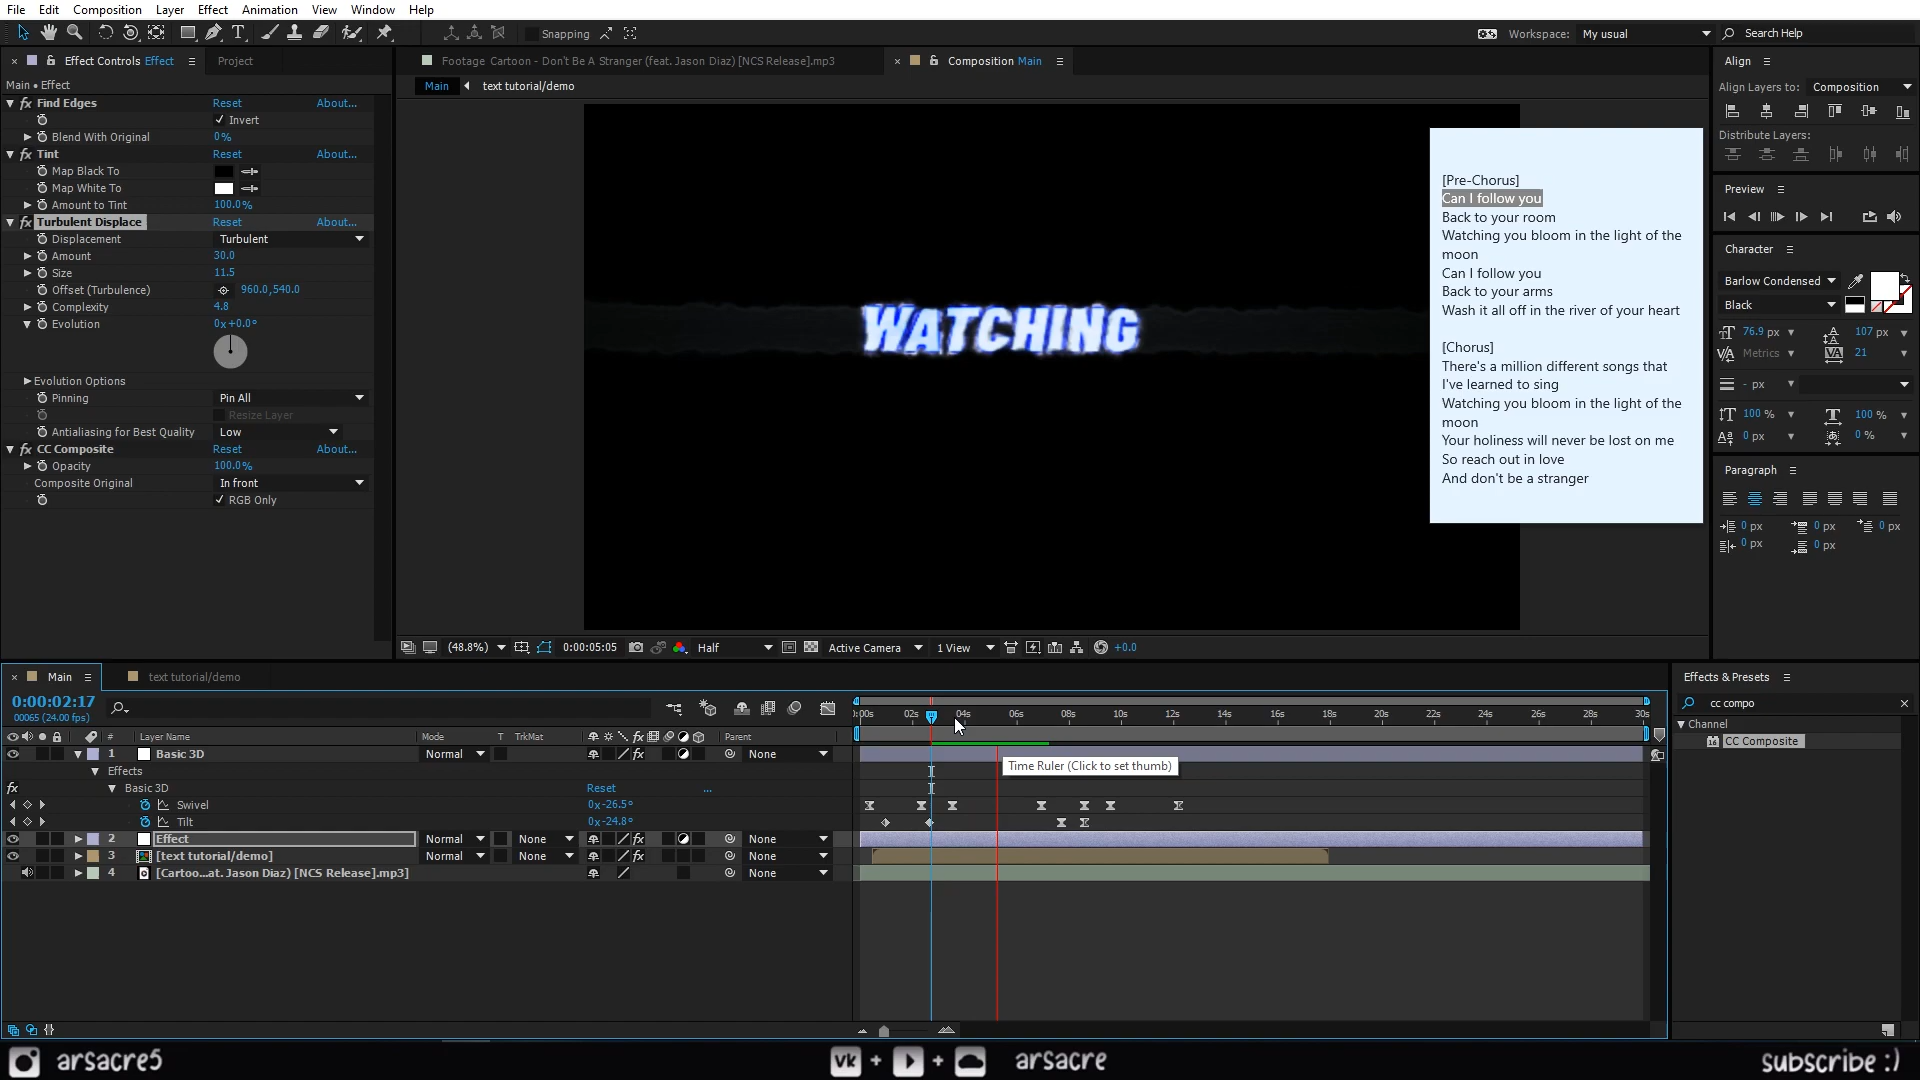 File Edit Composition Layer Effect Animation View Window Help
Snapping
Workspace: My usual
Search Help
Effect Controls Effect
Project
Footage Cartoon - Don't Be A Stranger (feat. Jason Diaz) [NCS Release].mp3
Composition Main
Main • Effect
Main
text tutorial/demo
fx Find Edges Reset About...
Invert
Blend With Original 0%
fx Tint Reset About...
Map Black To
Map White To
Amount to Tint 100.0%
fx Turbulent Displace Reset About...
Displacement Turbulent
Amount 30.0
Size 11.5
Offset (Turbulence) 960.0,540.0
Complexity 4.8
Evolution 0x+0.0°
Evolution Options
Pinning Pin All
Resize Layer
Antialiasing for Best Quality Low
fx CC Composite Reset About...
Opacity 100.0%
Composite Original In front
RGB Only
WATCHING
[Pre-Chorus]
Can I follow you
Back to your room
Watching you bloom in the light of the
moon
Can I follow you
Back to your arms
Wash it all off in the river of your heart
[Chorus]
There's a million different songs that
I've learned to sing
Watching you bloom in the light of the
moon
Your holiness will never be lost on me
So reach out in love
And don't be a stranger
(48.8%) 0:00:05:05 Half Active Camera 1 View +0.0
Align
Align Layers to: Composition
Distribute Layers:
Preview
Character
Barlow Condensed
Black
76.9 px 107 px
Metrics 21
- px
100 % 100 %
0 px 0 %
Paragraph
0 px 0 px 0 px
0 px 0 px
Main
text tutorial/demo
0:00:02:17
00065 (24.00 fps)
# Layer Name Mode T TrkMat Parent
1 Basic 3D Normal None
Effects
fx Basic 3D Reset ...
Swivel 0x-26.5°
Tilt 0x-24.8°
2 Effect Normal None None
3 [text tutorial/demo] Normal None None
4 [Cartoo...at. Jason Diaz) [NCS Release].mp3] None
:00s 02s 04s 06s 08s 10s 12s 14s 16s 18s 20s 22s 24s 26s 28s 30s
Time Ruler (Click to set thumb)
Effects & Presets
cc compo
Channel
CC Composite
arsacre5
VK + + arsacre
subscribe :)